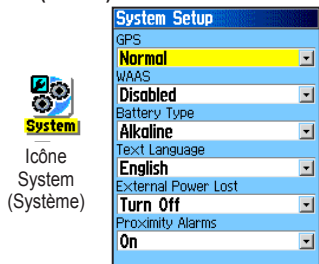 System
Icône
System
(Système)
System Setup
GPS
Normal
WAAS
Disabled
Battery Type
Alkaline
Text Language
English
External Power Lost
Turn Off
Proximity Alarms
On